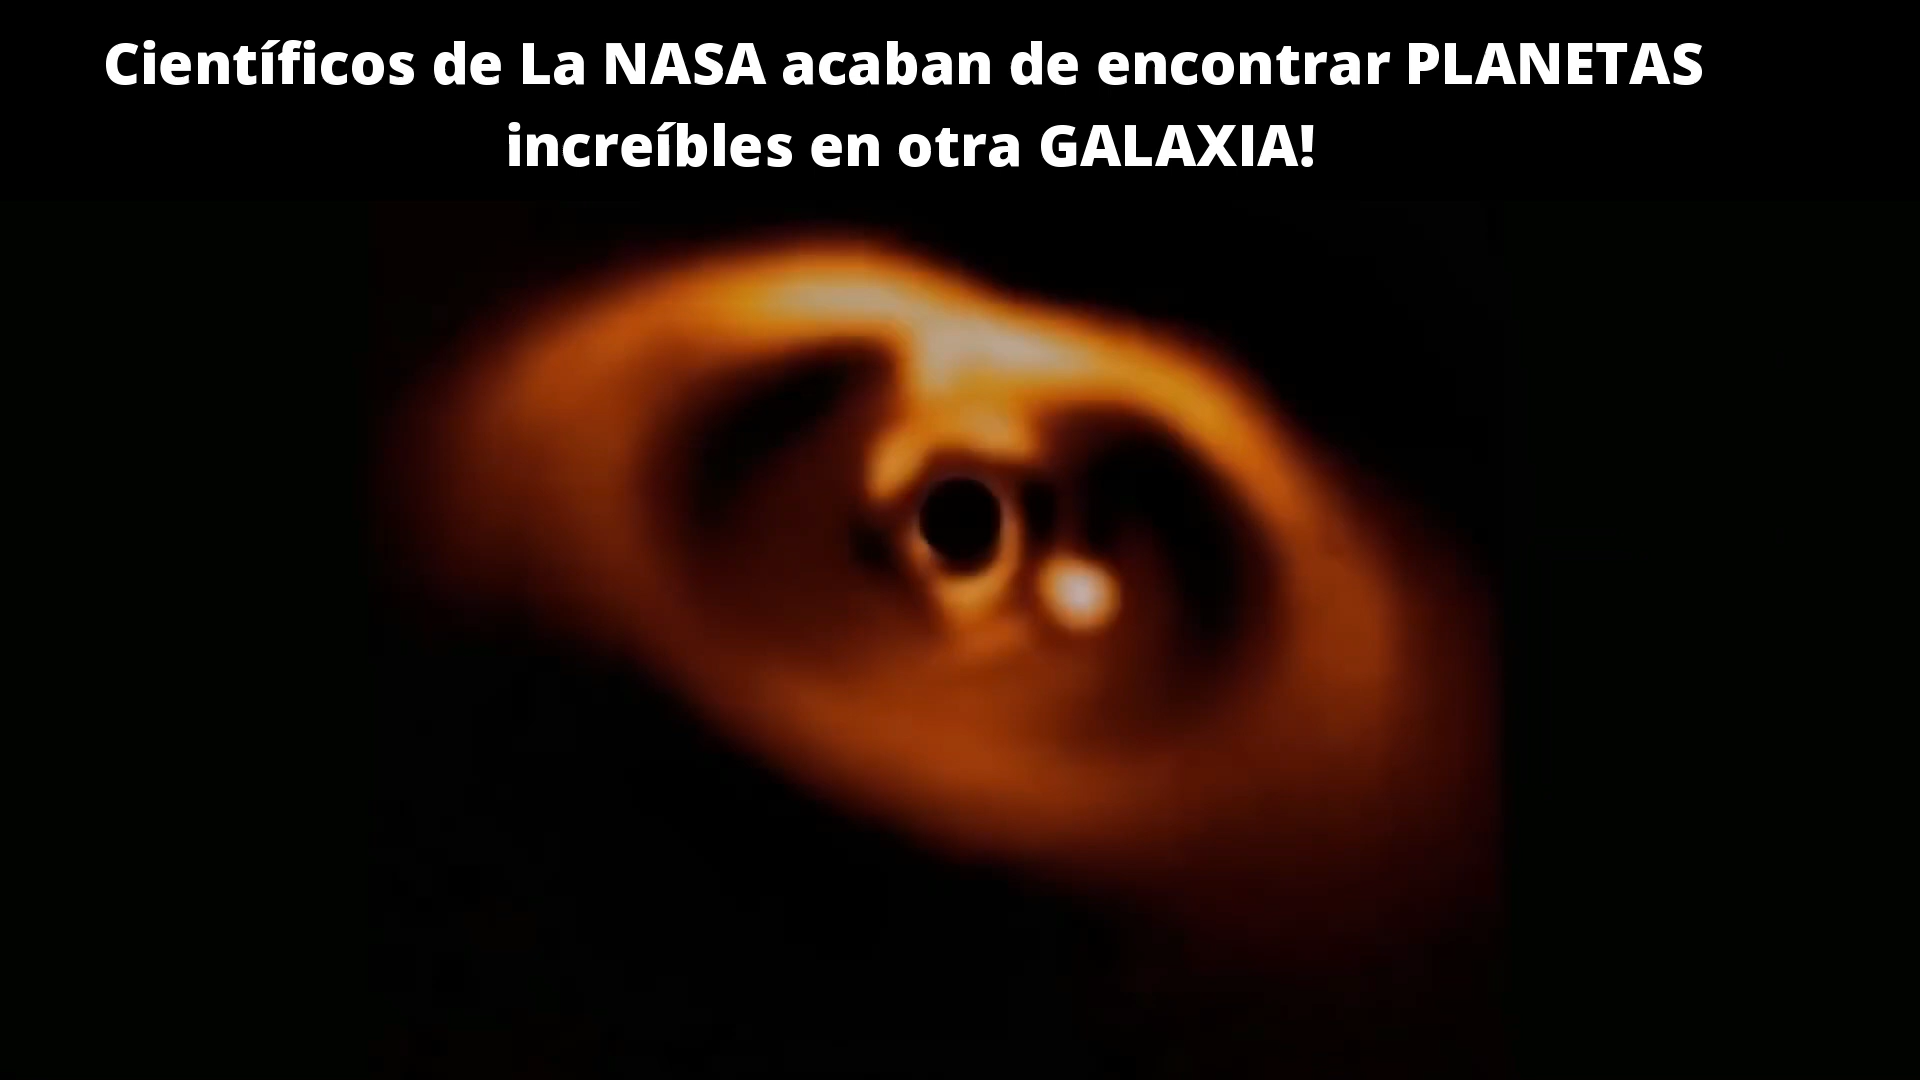 Científicos de La NASA acaban de encontrar PLANETAS
increíbles en otra GALAXIA!